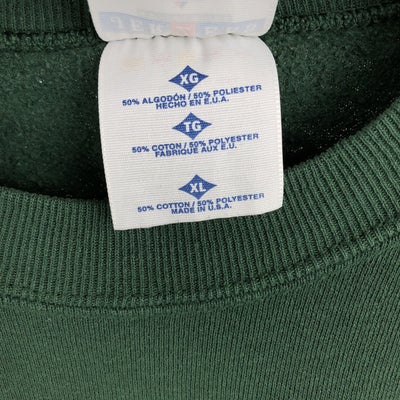 XG
50% ALGODÓN / 50% POLIESTER
HECHO EN E.U.A.
TG
50% COTON / 50% POLYESTER
FABRIQUE AUX E.U.
XL
50% COTTON / 50% POLYESTER
MADE IN U.S.A.